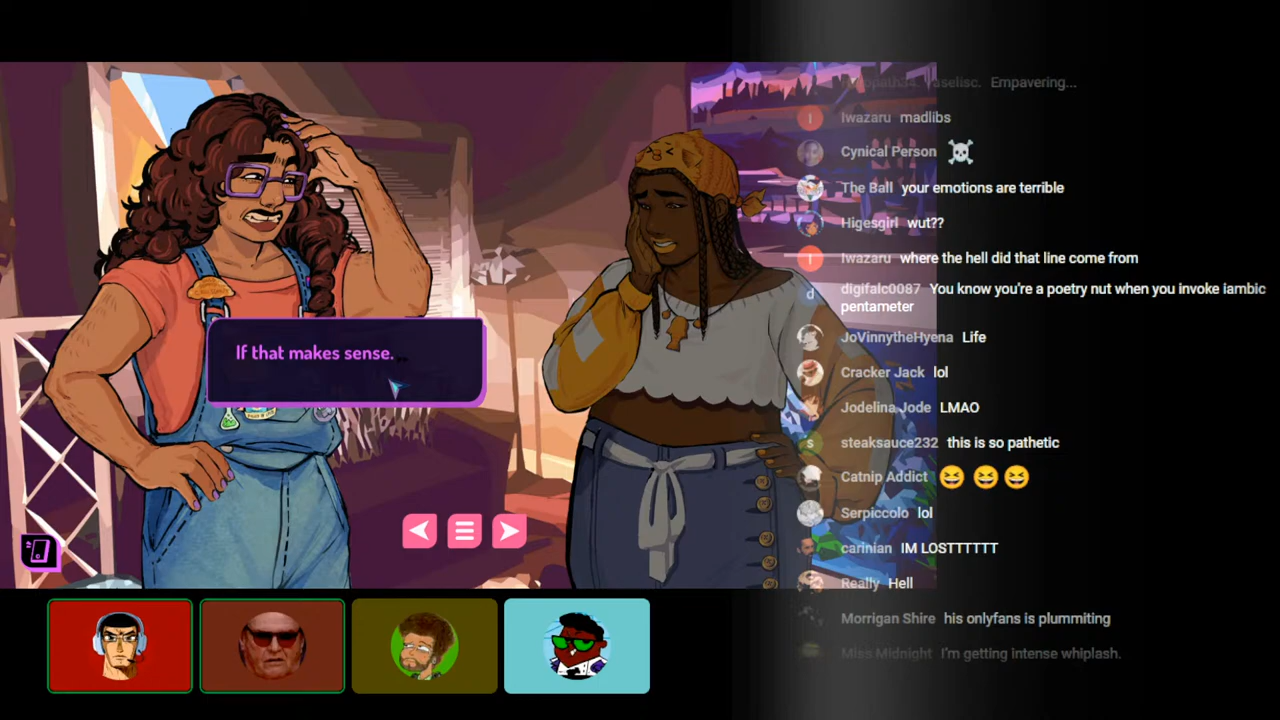 If that makes sense.
Empavering...
Iwazaru madlibs
Cynical Person ☠
The Ball your emotions are terrible
Higesgirl wut??
Iwazaru where the hell did that line come from
digifalc0087 You know you're a poetry nut when you invoke iambic
pentameter
JoVinnytheHyena Life
Cracker Jack lol
Jodelina Jode LMAO
steaksauce232 this is so pathetic
Catnip Addict 😆 😆 😆
Serpiccolo lol
carinian IM LOSTTTTTT
Really Hell
Morrigan Shire his onlyfans is plummiting
Miss Midnight I'm getting intense whiplash.